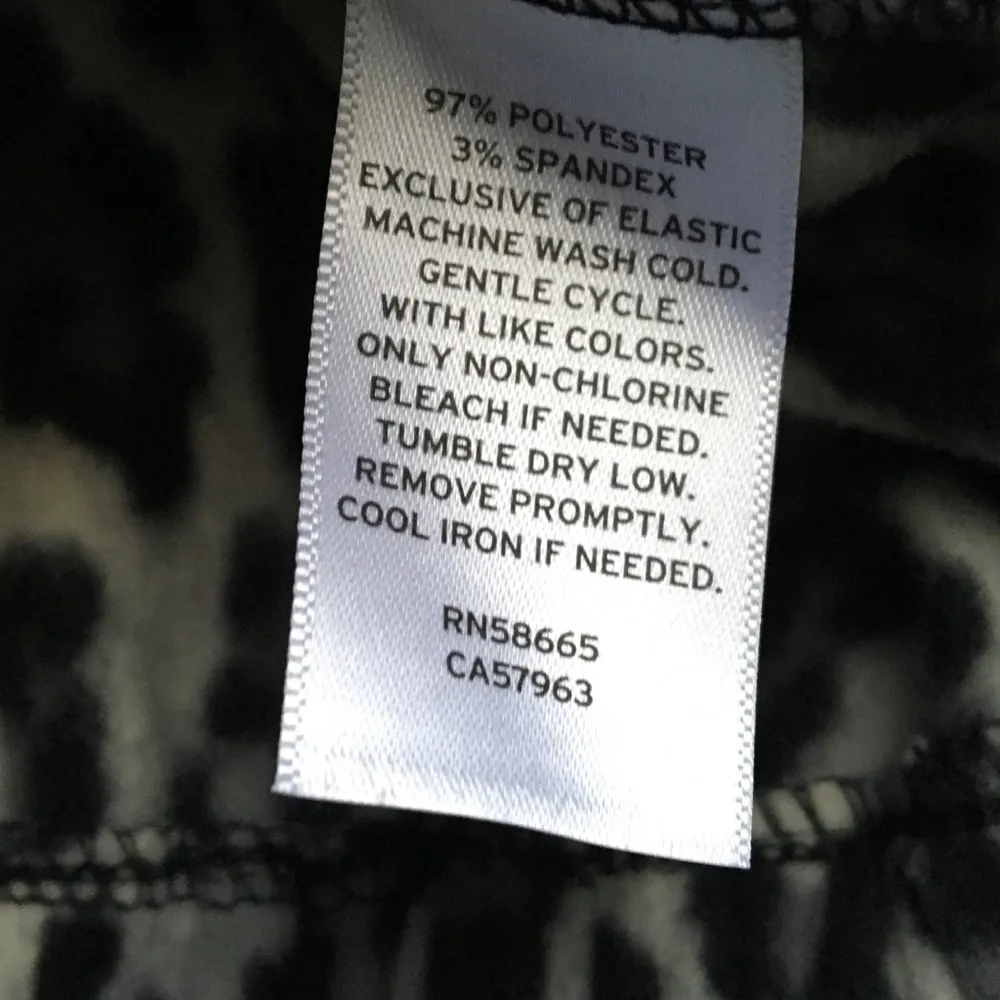 97% POLYESTER
3% SPANDEX
EXCLUSIVE OF ELASTIC
MACHINE WASH COLD.
GENTLE CYCLE.
WITH LIKE COLORS.
ONLY NON-CHLORINE
BLEACH IF NEEDED.
TUMBLE DRY LOW.
REMOVE PROMPTLY.
COOL IRON IF NEEDED.
RN58665
CA57963